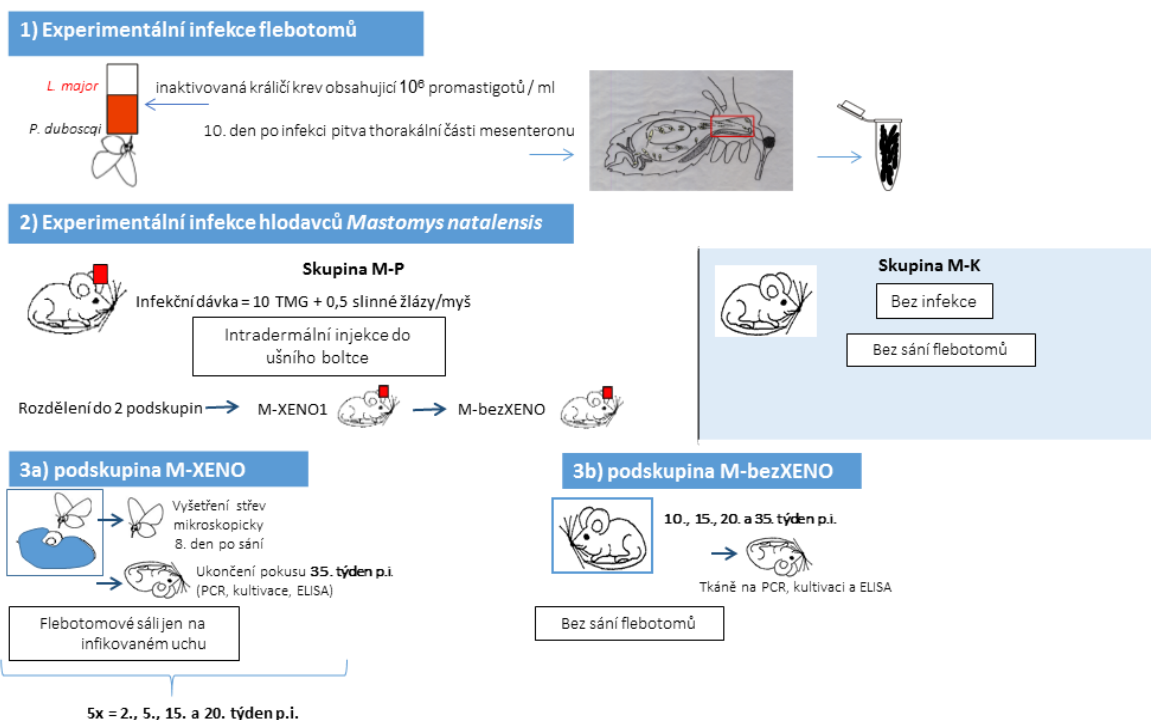 1) Experimentální infekce flebotomů
L. major
inaktivovaná králičí krev obsahujicí 10⁶ promastigotů / ml
P. duboscqi
10. den po infekci pitva thorakální části mesenteronu
2) Experimentální infekce hlodavců Mastomys natalensis
Skupina M-P
Infekční dávka = 10 TMG + 0,5 slinné žlázy/myš
Intradermální injekce do
ušního boltce
Rozdělení do 2 podskupin
M-XENO1
M-bezXENO
Skupina M-K
Bez infekce
Bez sání flebotomů
3a) podskupina M-XENO
Vyšetření střev
mikroskopicky
8. den po sání
Ukončení pokusu 35. týden p.i.
(PCR, kultivace, ELISA)
Flebotomové sáli jen na
infikovaném uchu
5x = 2., 5., 15. a 20. týden p.i.
3b) podskupina M-bezXENO
10., 15., 20. a 35. týden p.i.
Tkáně na PCR, kultivaci a ELISA
Bez sání flebotomů